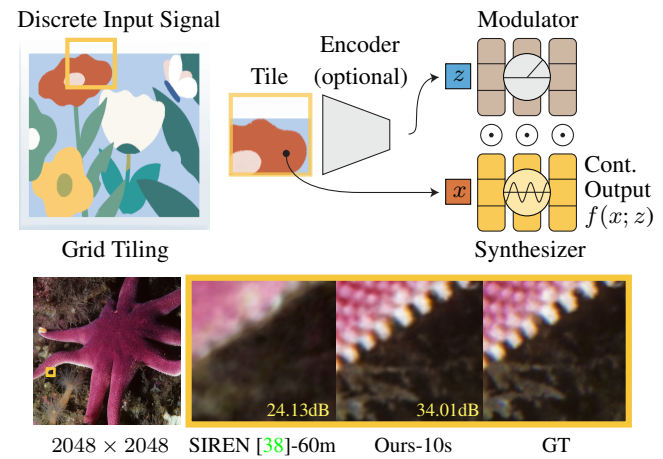 Discrete Input Signal
Modulator
Encoder
(optional)
Tile
z
x
Cont.
Output
f(x; z)
Grid Tiling
Synthesizer
24.13dB
34.01dB
2048 × 2048
SIREN [38]-60m
Ours-10s
GT